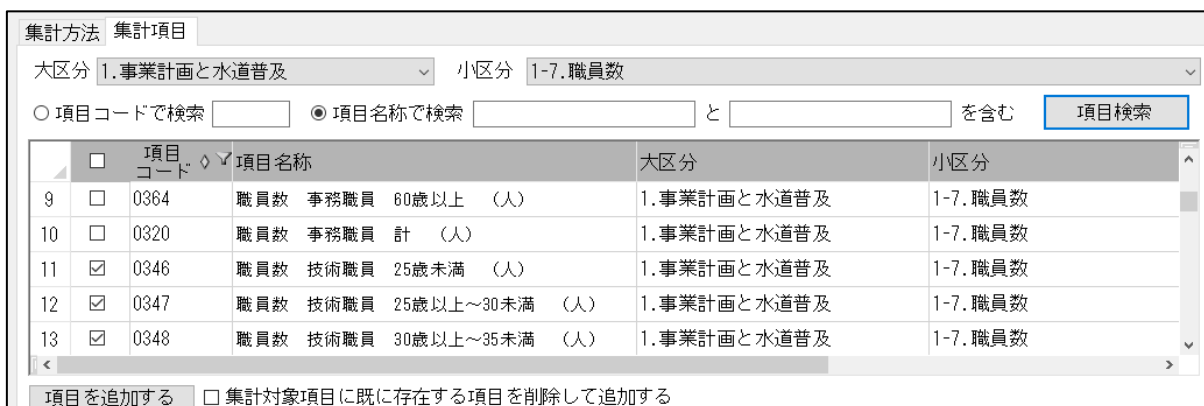 集計方法 集計項目
大区分 1.事業計画と水道普及 小区分 1-7.職員数
項目コードで検索 項目名称で検索 と を含む 項目検索
項目コード 項目名称 大区分 小区分
9 0364 職員数 事務職員 60歳以上 (人) 1.事業計画と水道普及 1-7.職員数
10 0320 職員数 事務職員 計 (人) 1.事業計画と水道普及 1-7.職員数
11 0346 職員数 技術職員 25歳未満 (人) 1.事業計画と水道普及 1-7.職員数
12 0347 職員数 技術職員 25歳以上～30未満 (人) 1.事業計画と水道普及 1-7.職員数
13 0348 職員数 技術職員 30歳以上～35未満 (人) 1.事業計画と水道普及 1-7.職員数
項目を追加する 集計対象項目に既に存在する項目を削除して追加する